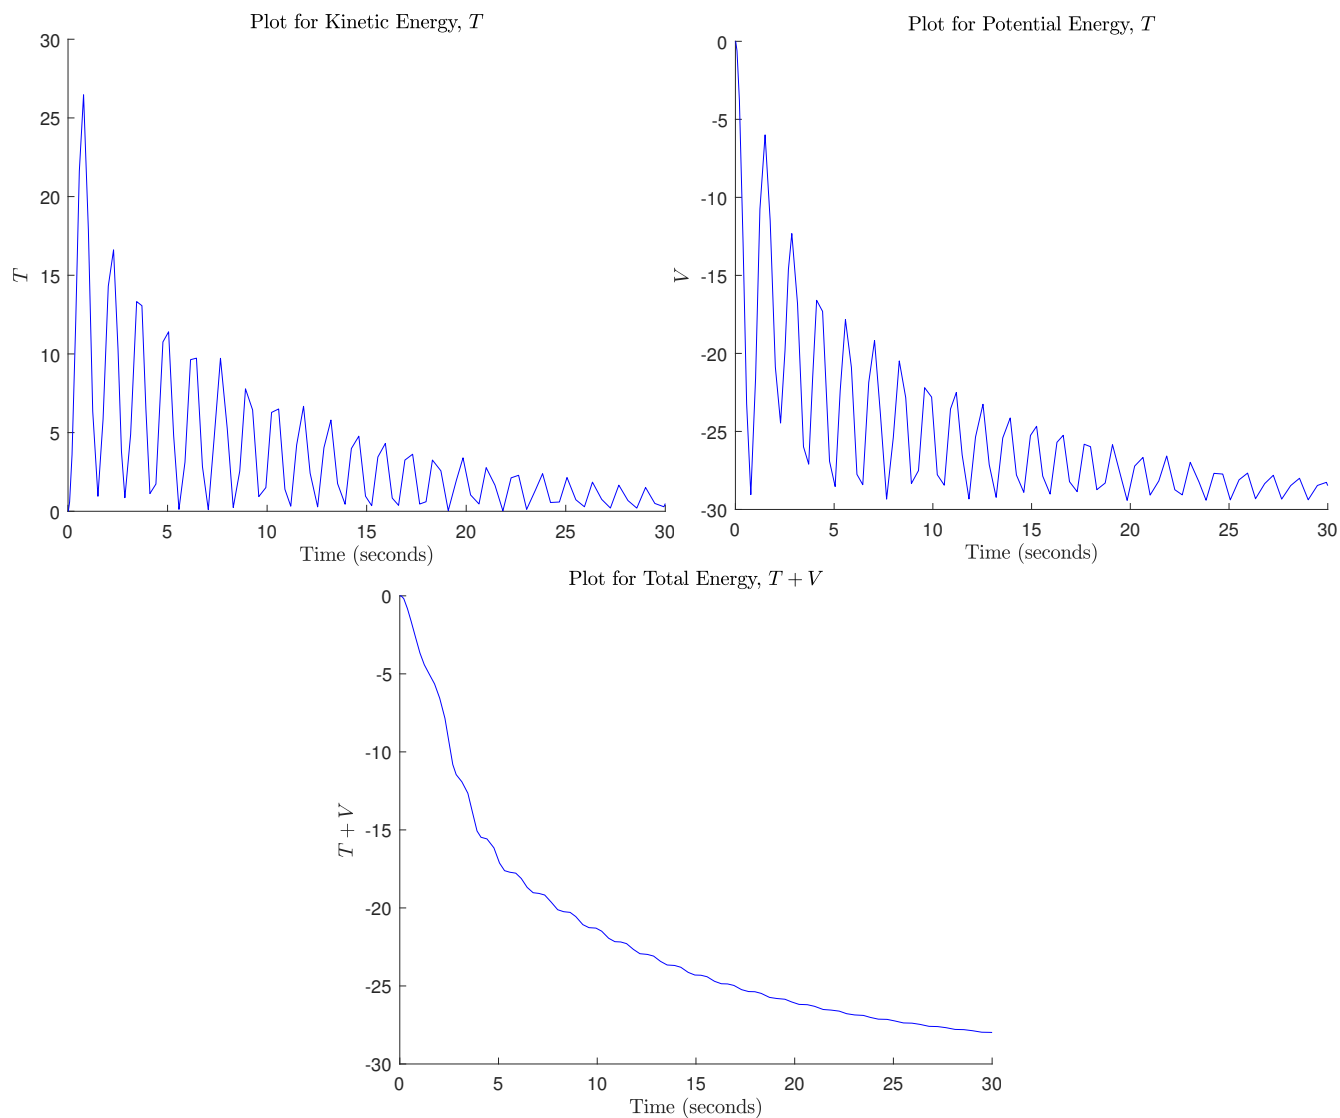 Plot for Kinetic Energy, T
30
25
20
15
10
5
0
T
0 5 10 15 20 25 30
Time (seconds)
Plot for Potential Energy, T
0
-5
-10
-15
-20
-25
-30
V
0 5 10 15 20 25 30
Time (seconds)
Plot for Total Energy, T + V
0
-5
-10
-15
-20
-25
-30
T + V
0 5 10 15 20 25 30
Time (seconds)